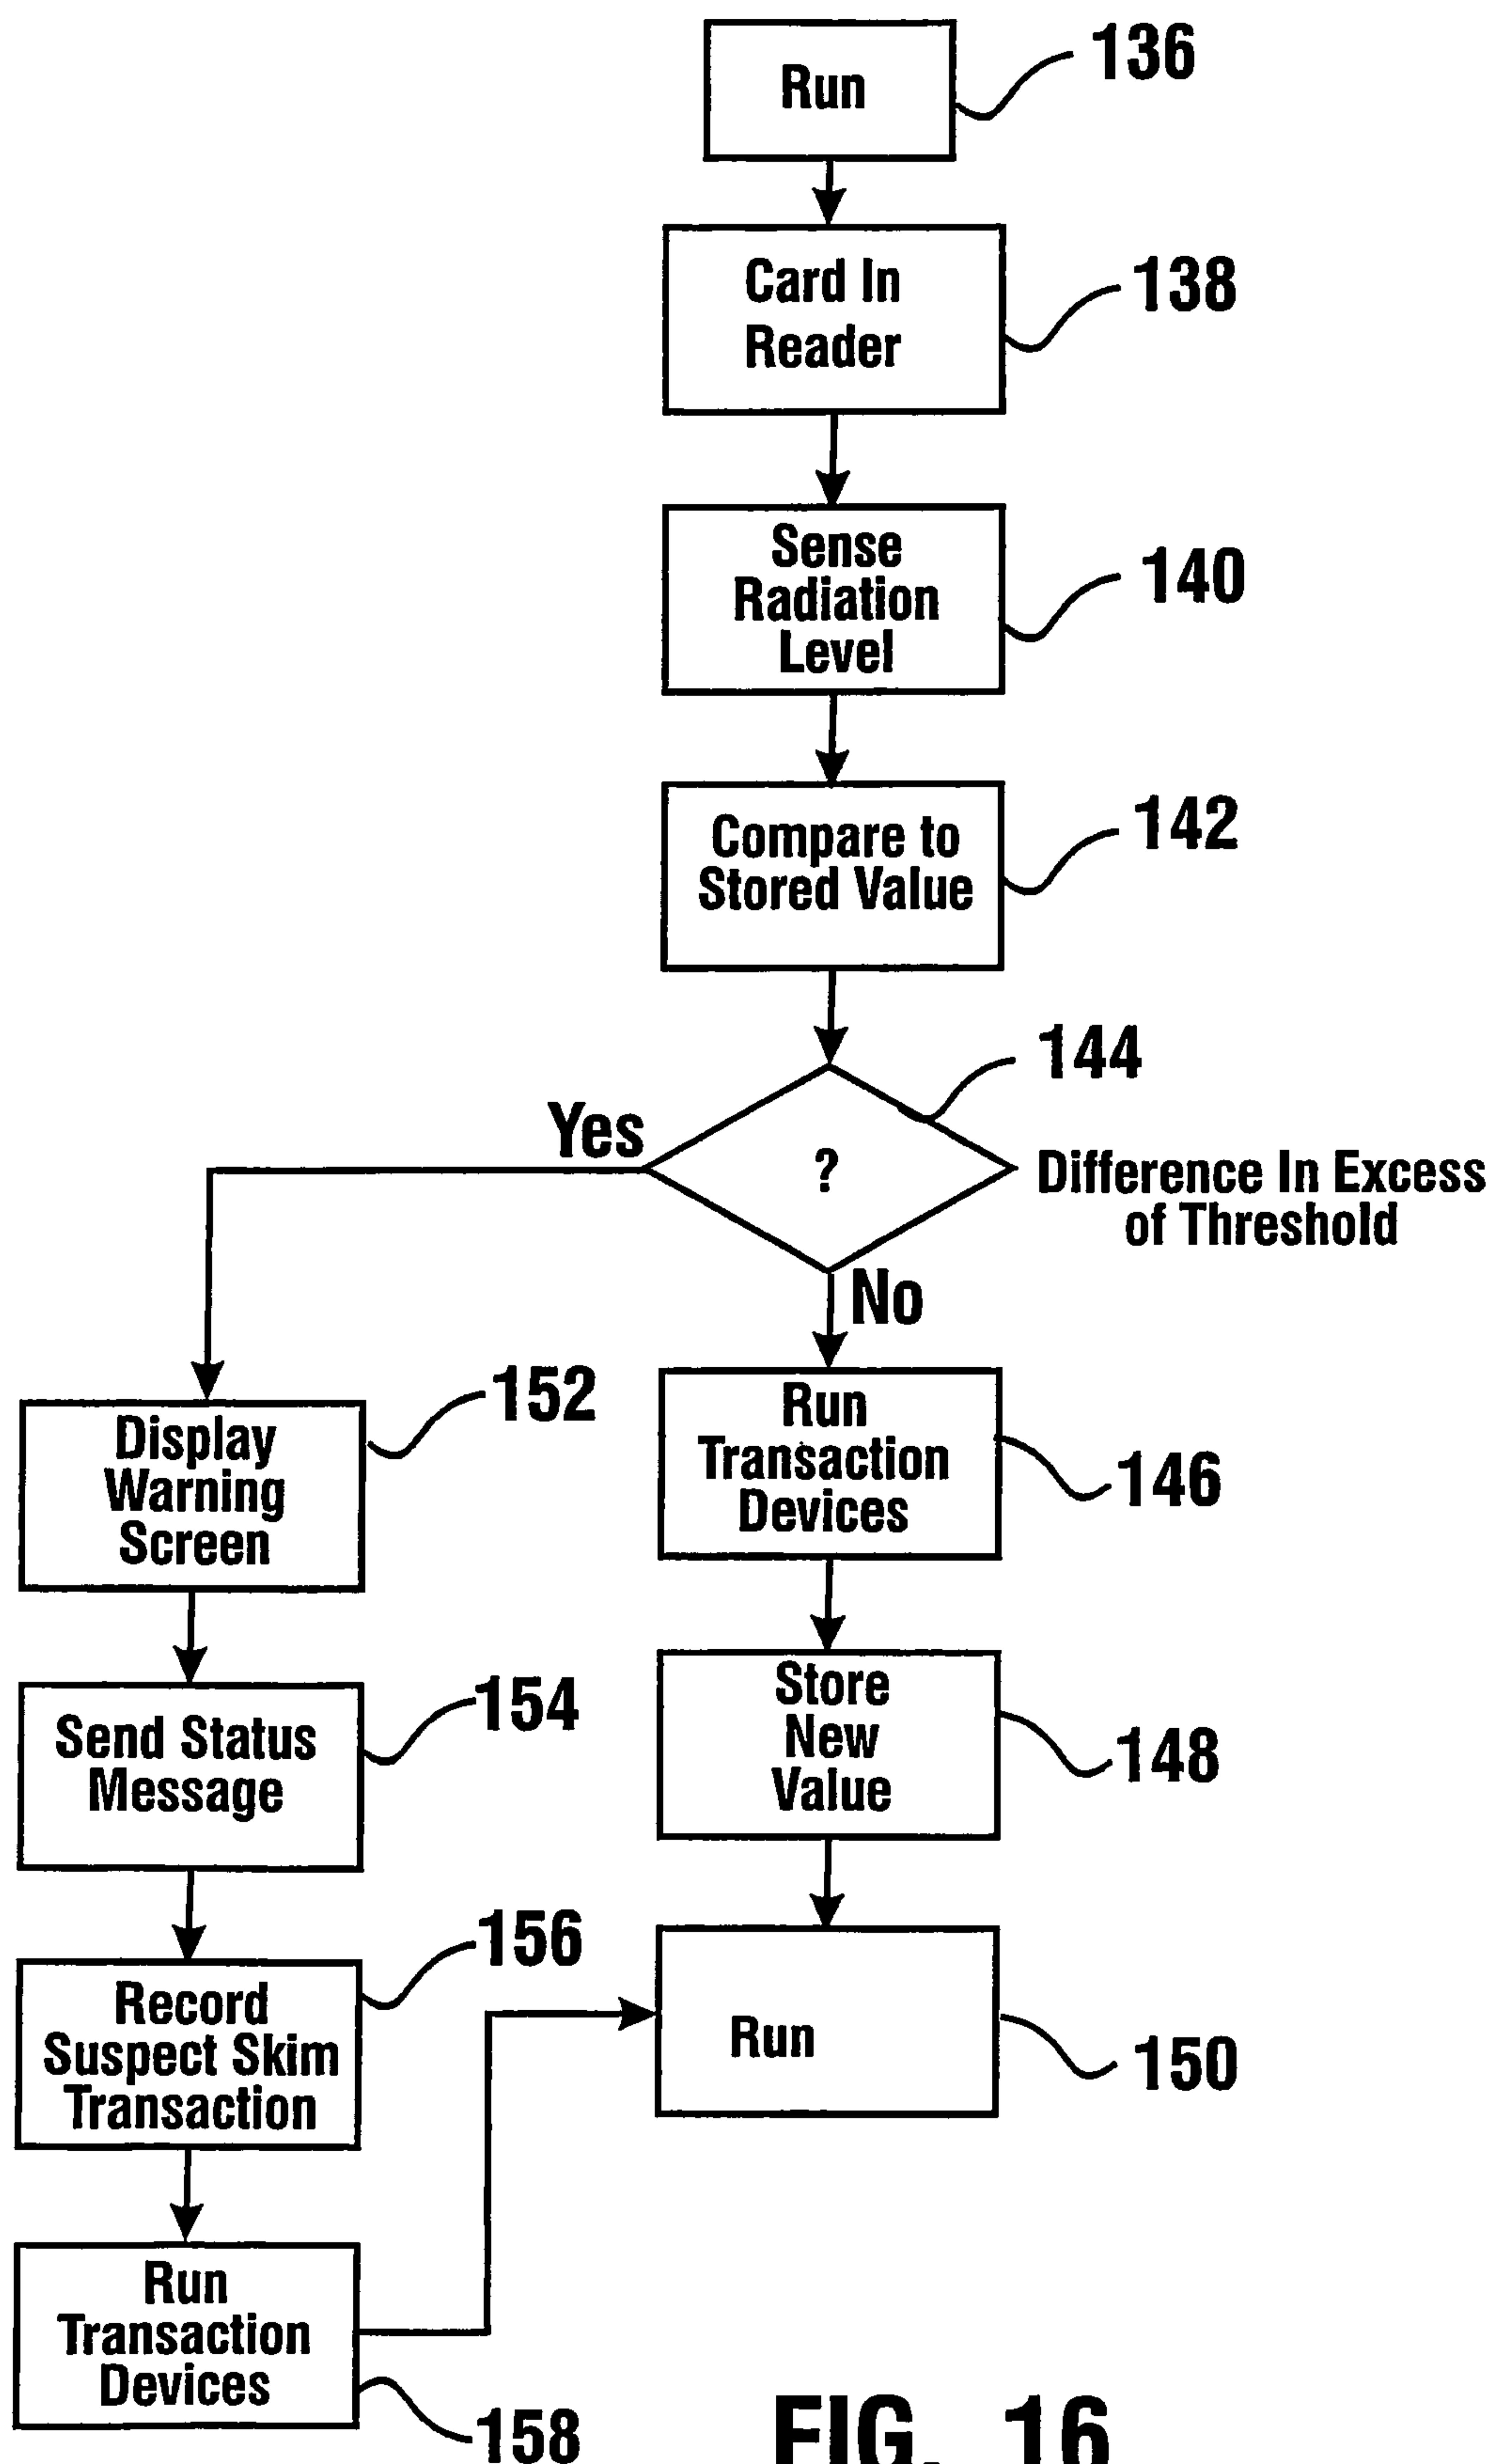 Run
136
Card In
Reader
138
Sense
Radiation
Level
140
Compare to
Stored Value
142
144
Yes
?
Difference In Excess
of Threshold
No
Display
Warning
Screen
152
Run
Transaction
Devices
146
Send Status
Message
154
Store
New
Value
148
Record
Suspect Skim
Transaction
156
Run
150
Run
Transaction
Devices
158
FIG. 16